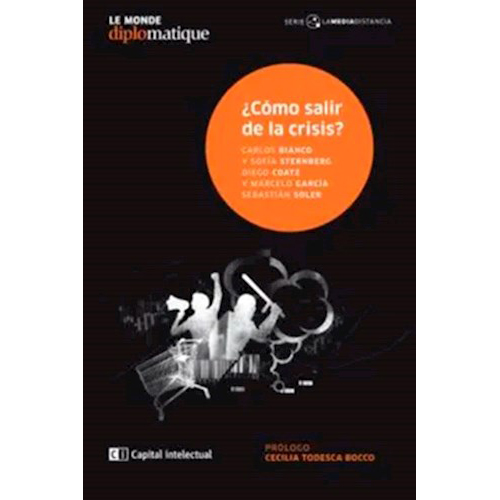 LE MONDE
diplomatique
SERIE LA MEDIA DISTANCIA
¿Cómo salir
de la crisis?
CARLOS BIANCO
Y SOFÍA STERNBERG
DIEGO COATZ
Y MARCELO GARCÍA
SEBASTIÁN SOLER
CI Capital intelectual
PRÓLOGO
CECILIA TODESCA BOCCO